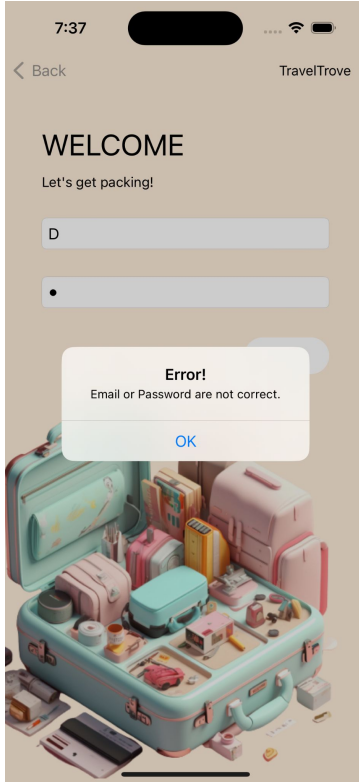 7:37
Back
TravelTrove
WELCOME
Let's get packing!
D
Error!
Email or Password are not correct.
OK